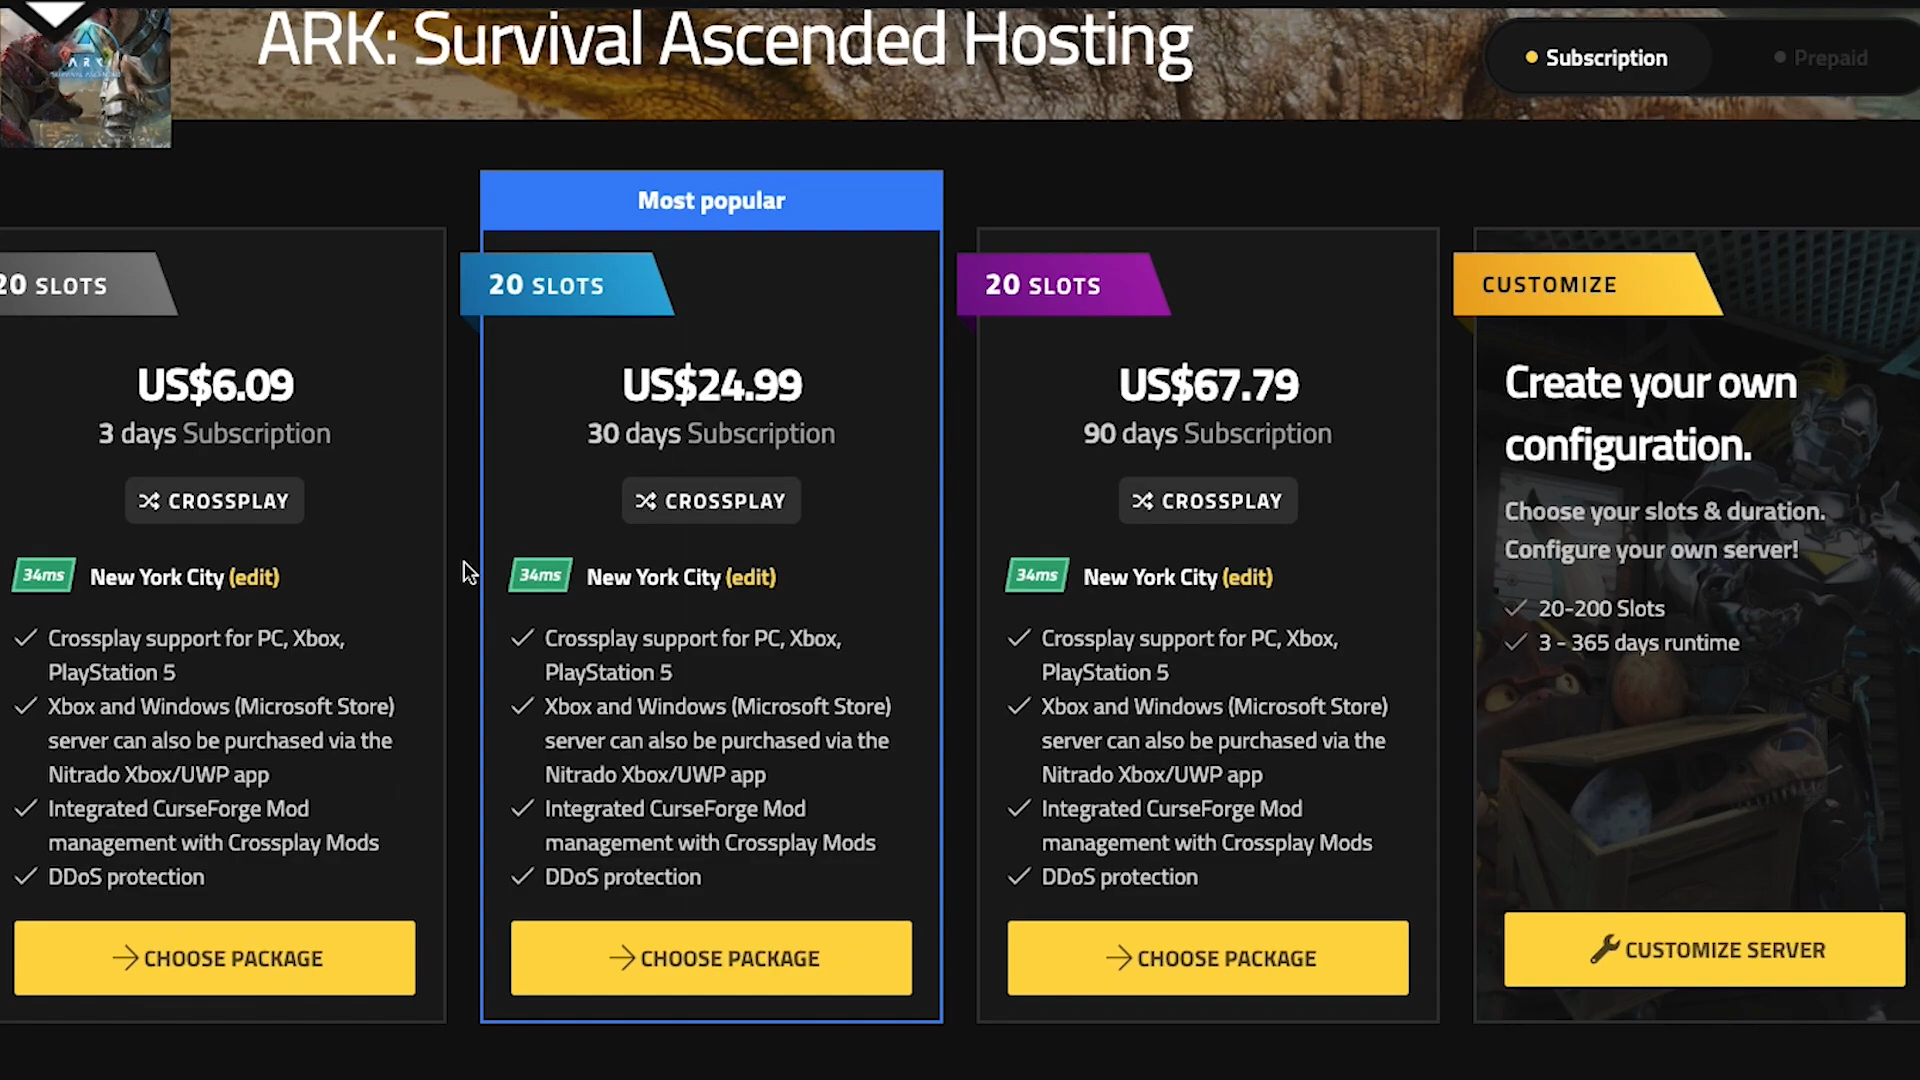 ARK: Survival Ascended Hosting
Subscription
Prepaid
ARK
Most popular
20 SLOTS
US$6.09
3 days Subscription
CROSSPLAY
34ms New York City (edit)
Crossplay support for PC, Xbox,
PlayStation 5
Xbox and Windows (Microsoft Store)
server can also be purchased via the
Nitrado Xbox/UWP app
Integrated CurseForge Mod
management with Crossplay Mods
DDoS protection
CHOOSE PACKAGE
20 SLOTS
US$24.99
30 days Subscription
CROSSPLAY
34ms New York City (edit)
Crossplay support for PC, Xbox,
PlayStation 5
Xbox and Windows (Microsoft Store)
server can also be purchased via the
Nitrado Xbox/UWP app
Integrated CurseForge Mod
management with Crossplay Mods
DDoS protection
CHOOSE PACKAGE
20 SLOTS
US$67.79
90 days Subscription
CROSSPLAY
34ms New York City (edit)
Crossplay support for PC, Xbox,
PlayStation 5
Xbox and Windows (Microsoft Store)
server can also be purchased via the
Nitrado Xbox/UWP app
Integrated CurseForge Mod
management with Crossplay Mods
DDoS protection
CHOOSE PACKAGE
CUSTOMIZE
Create your own
configuration.
Choose your slots & duration.
Configure your own server!
20-200 Slots
3 - 365 days runtime
CUSTOMIZE SERVER